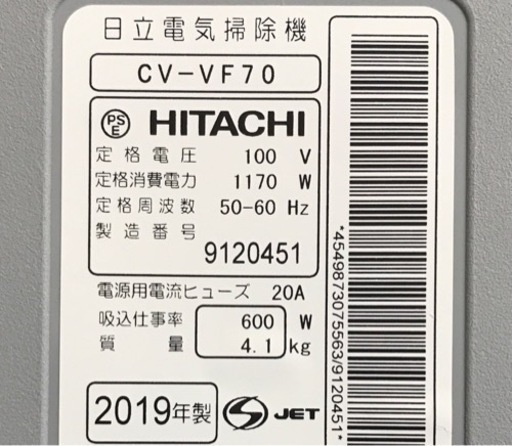 日立電気掃除機
CV-VF70
PS
E
HITACHI
定格電圧 100 V
定格消費電力 1170 W
定格周波数 50-60 Hz
製造番号
9120451
電源用電流ヒューズ 20A
吸込仕事率 600 W
質量 4.1 kg
2019年製
JET
*4549873075563/9120451*